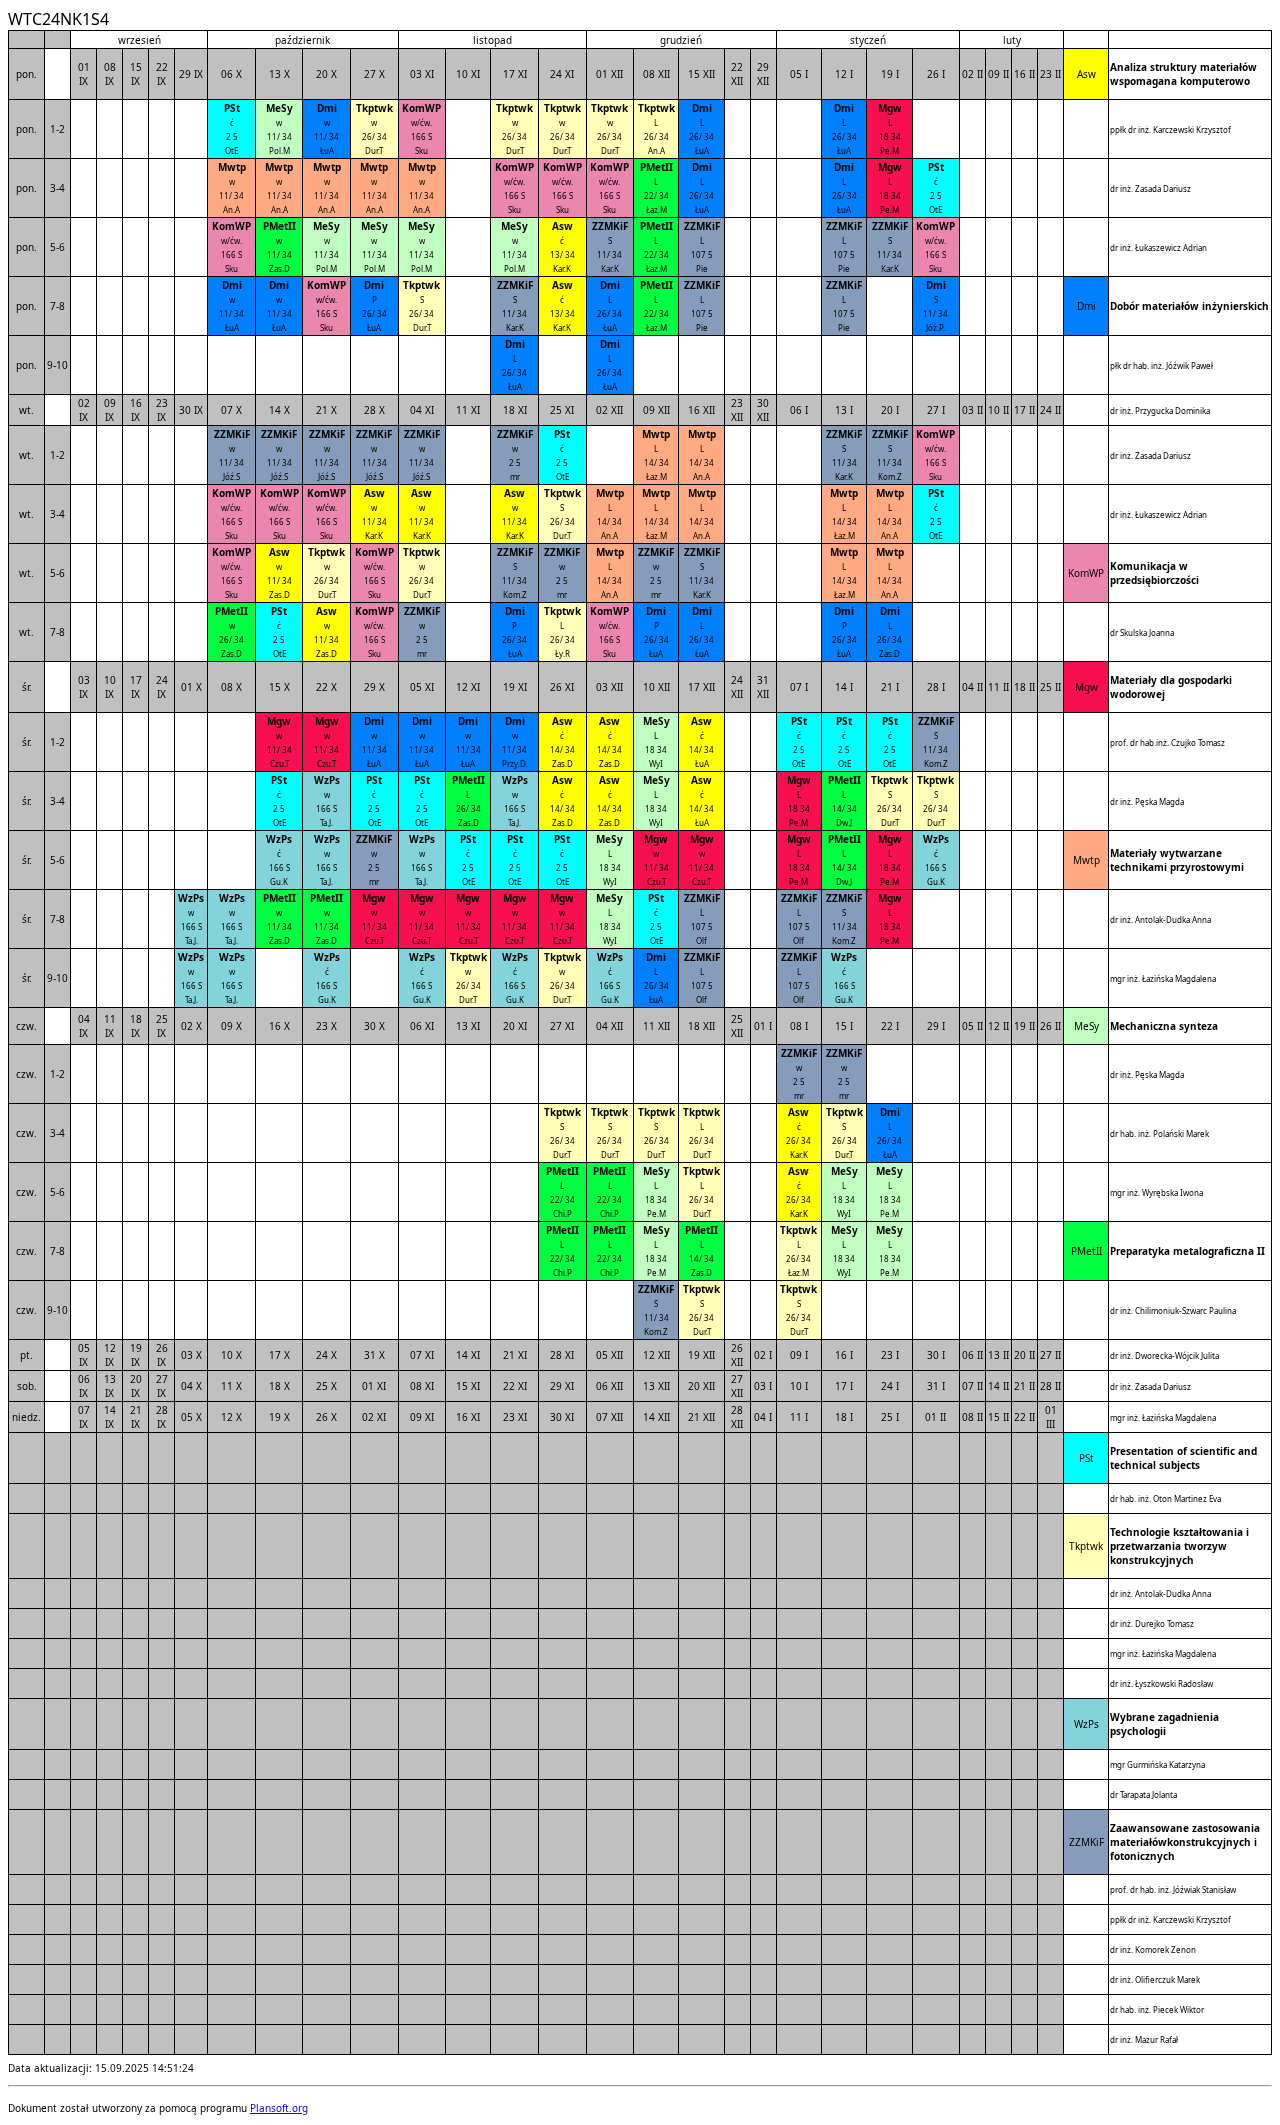 WTC24NK1S4
wrzesień październik listopad grudzień styczeń luty
pon. 01 IX 08 IX 15 IX 22 IX 29 IX 06 X 13 X 20 X 27 X 03 XI 10 XI 17 XI 24 XI 01 XII 08 XII 15 XII 22 XII 29 XII 05 I 12 I 19 I 26 I 02 II 09 II 16 II 23 II Asw Analiza struktury materiałów wspomagana komputerowo
pon. 1-2 ppłk dr inż. Karczewski Krzysztof
PSt MeSy Dmi Tkptwk KomWP Tkptwk Tkptwk Tkptwk Tkptwk Dmi Dmi Mgw
ć w w w w/ćw. w w w L L L L
2 5 11/ 34 11/ 34 26/ 34 166 S 26/ 34 26/ 34 26/ 34 26/ 34 26/ 34 26/ 34 18 34
OtE Pol.M ŁuA Dur.T Sku Dur.T Dur.T Dur.T An.A ŁuA ŁuA Pe.M
pon. 3-4 dr inż. Zasada Dariusz
Mwtp Mwtp Mwtp Mwtp Mwtp KomWP KomWP KomWP PMetII Dmi Dmi Mgw PSt
w w w w w w/ćw. w/ćw. w/ćw. L L L L ć
11/ 34 11/ 34 11/ 34 11/ 34 11/ 34 166 S 166 S 166 S 22/ 34 26/ 34 26/ 34 18 34 2 5
An.A An.A An.A An.A An.A Sku Sku Sku Łaz.M ŁuA ŁuA Pe.M OtE
pon. 5-6 dr inż. Łukaszewicz Adrian
KomWP PMetII MeSy MeSy MeSy MeSy Asw ZZMKiF PMetII ZZMKiF ZZMKiF ZZMKiF KomWP
w/ćw. w w w w w ć S L L L S w/ćw.
166 S 11/ 34 11/ 34 11/ 34 11/ 34 11/ 34 13/ 34 11/ 34 22/ 34 107 5 107 5 11/ 34 166 S
Sku Zas.D Pol.M Pol.M Pol.M Pol.M Kar.K Kar.K Łaz.M Pie Pie Kar.K Sku
pon. 7-8 Dmi Dobór materiałów inżynierskich
Dmi Dmi KomWP Dmi Tkptwk ZZMKiF Asw Dmi PMetII ZZMKiF ZZMKiF Dmi
w w w/ćw. P S S ć L L L L S
11/ 34 11/ 34 166 S 26/ 34 26/ 34 11/ 34 13/ 34 26/ 34 22/ 34 107 5 107 5 11/ 34
ŁuA ŁuA Sku ŁuA Dur.T Kar.K Kar.K ŁuA Łaz.M Pie Pie Jóź.P.
pon. 9-10 płk dr hab. inż. Jóźwik Paweł
Dmi Dmi
L L
26/ 34 26/ 34
ŁuA ŁuA
wt. 02 IX 09 IX 16 IX 23 IX 30 IX 07 X 14 X 21 X 28 X 04 XI 11 XI 18 XI 25 XI 02 XII 09 XII 16 XII 23 XII 30 XII 06 I 13 I 20 I 27 I 03 II 10 II 17 II 24 II dr inż. Przygucka Dominika
wt. 1-2 dr inż. Zasada Dariusz
ZZMKiF ZZMKiF ZZMKiF ZZMKiF ZZMKiF ZZMKiF PSt Mwtp Mwtp ZZMKiF ZZMKiF KomWP
w w w w w w ć L L S S w/ćw.
11/ 34 11/ 34 11/ 34 11/ 34 11/ 34 2 5 2 5 14/ 34 14/ 34 11/ 34 11/ 34 166 S
Jóź.S Jóź.S Jóź.S Jóź.S Jóź.S mr OtE Łaz.M An.A Kar.K Kom.Z Sku
wt. 3-4 dr inż. Łukaszewicz Adrian
KomWP KomWP KomWP Asw Asw Asw Tkptwk Mwtp Mwtp Mwtp Mwtp Mwtp PSt
w/ćw. w/ćw. w/ćw. w w w S L L L L L ć
166 S 166 S 166 S 11/ 34 11/ 34 11/ 34 26/ 34 14/ 34 14/ 34 14/ 34 14/ 34 14/ 34 2 5
Sku Sku Sku Kar.K Kar.K Kar.K Dur.T An.A Łaz.M An.A Łaz.M An.A OtE
wt. 5-6 KomWP Komunikacja w przedsiębiorczości
KomWP Asw Tkptwk KomWP Tkptwk ZZMKiF ZZMKiF Mwtp ZZMKiF ZZMKiF Mwtp Mwtp
w/ćw. w w w/ćw. w S w L w S L L
166 S 11/ 34 26/ 34 166 S 26/ 34 11/ 34 2 5 14/ 34 2 5 11/ 34 14/ 34 14/ 34
Sku Zas.D Dur.T Sku Dur.T Kom.Z mr An.A mr Kar.K Łaz.M An.A
wt. 7-8 dr Skulska Joanna
PMetII PSt Asw KomWP ZZMKiF Dmi Tkptwk KomWP Dmi Dmi Dmi Dmi
w ć w w/ćw. w P L w/ćw. P L P L
26/ 34 2 5 11/ 34 166 S 2 5 26/ 34 26/ 34 166 S 26/ 34 26/ 34 26/ 34 26/ 34
Zas.D OtE Zas.D Sku mr ŁuA Ły.R Sku ŁuA ŁuA ŁuA Zas.D
śr. 03 IX 10 IX 17 IX 24 IX 01 X 08 X 15 X 22 X 29 X 05 XI 12 XI 19 XI 26 XI 03 XII 10 XII 17 XII 24 XII 31 XII 07 I 14 I 21 I 28 I 04 II 11 II 18 II 25 II Mgw Materiały dla gospodarki wodorowej
śr. 1-2 prof. dr hab.inż. Czujko Tomasz
Mgw Mgw Dmi Dmi Dmi Dmi Asw Asw MeSy Asw PSt PSt PSt ZZMKiF
w w w w w w ć ć L ć ć ć ć S
11/ 34 11/ 34 11/ 34 11/ 34 11/ 34 11/ 34 14/ 34 14/ 34 18 34 14/ 34 2 5 2 5 2 5 11/ 34
Czu.T Czu.T ŁuA ŁuA ŁuA Przy.D. Zas.D Zas.D WyI ŁuA OtE OtE OtE Kom.Z
śr. 3-4 dr inż. Pęska Magda
PSt WzPs PSt PSt PMetII WzPs Asw Asw MeSy Asw Mgw PMetII Tkptwk Tkptwk
ć w ć ć L w ć ć L ć L L S S
2 5 166 S 2 5 2 5 26/ 34 166 S 14/ 34 14/ 34 18 34 14/ 34 18 34 14/ 34 26/ 34 26/ 34
OtE Ta.J. OtE OtE Zas.D Ta.J. Zas.D Zas.D WyI ŁuA Pe.M Dw.J Dur.T Dur.T
śr. 5-6 Mwtp Materiały wytwarzane technikami przyrostowymi
WzPs WzPs ZZMKiF WzPs PSt PSt PSt MeSy Mgw Mgw Mgw PMetII Mgw WzPs
ć w w w ć ć ć L w w L L L ć
166 S 166 S 2 5 166 S 2 5 2 5 2 5 18 34 11/ 34 11/ 34 18 34 14/ 34 18 34 166 S
Gu.K Ta.J. mr Ta.J. OtE OtE OtE WyI Czu.T Czu.T Pe.M Dw.J Pe.M Gu.K
śr. 7-8 dr inż. Antolak-Dudka Anna
WzPs WzPs PMetII PMetII Mgw Mgw Mgw Mgw Mgw MeSy PSt ZZMKiF ZZMKiF ZZMKiF Mgw
w w w w w w w w w L ć L L S L
166 S 166 S 11/ 34 11/ 34 11/ 34 11/ 34 11/ 34 11/ 34 11/ 34 18 34 2 5 107 5 107 5 11/ 34 18 34
Ta.J. Ta.J. Zas.D Zas.D Czu.T Czu.T Czu.T Czu.T Czu.T WyI OtE Olf Olf Kom.Z Pe.M
śr. 9-10 mgr inż. Łazińska Magdalena
WzPs WzPs WzPs WzPs Tkptwk WzPs Tkptwk WzPs Dmi ZZMKiF ZZMKiF WzPs
w w ć ć w ć w ć L L L ć
166 S 166 S 166 S 166 S 26/ 34 166 S 26/ 34 166 S 26/ 34 107 5 107 5 166 S
Ta.J. Ta.J. Gu.K Gu.K Dur.T Gu.K Dur.T Gu.K ŁuA Olf Olf Gu.K
czw. 04 IX 11 IX 18 IX 25 IX 02 X 09 X 16 X 23 X 30 X 06 XI 13 XI 20 XI 27 XI 04 XII 11 XII 18 XII 25 XII 01 I 08 I 15 I 22 I 29 I 05 II 12 II 19 II 26 II MeSy Mechaniczna synteza
czw. 1-2 dr inż. Pęska Magda
ZZMKiF ZZMKiF
w w
2 5 2 5
mr mr
czw. 3-4 dr hab. inż. Polański Marek
Tkptwk Tkptwk Tkptwk Tkptwk Asw Tkptwk Dmi
S S S L ć S L
26/ 34 26/ 34 26/ 34 26/ 34 26/ 34 26/ 34 26/ 34
Dur.T Dur.T Dur.T Dur.T Kar.K Dur.T ŁuA
czw. 5-6 mgr inż. Wyrębska Iwona
PMetII PMetII MeSy Tkptwk Asw MeSy MeSy
L L L L ć L L
22/ 34 22/ 34 18 34 26/ 34 26/ 34 18 34 18 34
Chi.P Chi.P Pe.M Dur.T Kar.K WyI Pe.M
czw. 7-8 PMetII Preparatyka metalograficzna II
PMetII PMetII MeSy PMetII Tkptwk MeSy MeSy
L L L L L L L
22/ 34 22/ 34 18 34 14/ 34 26/ 34 18 34 18 34
Chi.P Chi.P Pe.M Zas.D Łaz.M WyI Pe.M
czw. 9-10 dr inż. Chilimoniuk-Szwarc Paulina
ZZMKiF Tkptwk Tkptwk
S S S
11/ 34 26/ 34 26/ 34
Kom.Z Dur.T Dur.T
pt. 05 IX 12 IX 19 IX 26 IX 03 X 10 X 17 X 24 X 31 X 07 XI 14 XI 21 XI 28 XI 05 XII 12 XII 19 XII 26 XII 02 I 09 I 16 I 23 I 30 I 06 II 13 II 20 II 27 II dr inż. Dworecka-Wójcik Julita
sob. 06 IX 13 IX 20 IX 27 IX 04 X 11 X 18 X 25 X 01 XI 08 XI 15 XI 22 XI 29 XI 06 XII 13 XII 20 XII 27 XII 03 I 10 I 17 I 24 I 31 I 07 II 14 II 21 II 28 II dr inż. Zasada Dariusz
niedz. 07 IX 14 IX 21 IX 28 IX 05 X 12 X 19 X 26 X 02 XI 09 XI 16 XI 23 XI 30 XI 07 XII 14 XII 21 XII 28 XII 04 I 11 I 18 I 25 I 01 II 08 II 15 II 22 II 01 III mgr inż. Łazińska Magdalena
PSt Presentation of scientific and technical subjects
dr hab. inż. Oton Martinez Eva
Tkptwk Technologie kształtowania i przetwarzania tworzyw konstrukcyjnych
dr inż. Antolak-Dudka Anna
dr inż. Durejko Tomasz
mgr inż. Łazińska Magdalena
dr inż. Łyszkowski Radosław
WzPs Wybrane zagadnienia psychologii
mgr Gurmińska Katarzyna
dr Tarapata Jolanta
ZZMKiF Zaawansowane zastosowania materiałówkonstrukcyjnych i fotonicznych
prof. dr hab. inż. Jóźwiak Stanisław
ppłk dr inż. Karczewski Krzysztof
dr inż. Komorek Zenon
dr inż. Olifierczuk Marek
dr hab. inż. Piecek Wiktor
dr inż. Mazur Rafał
Data aktualizacji: 15.09.2025 14:51:24
Dokument został utworzony za pomocą programu Plansoft.org